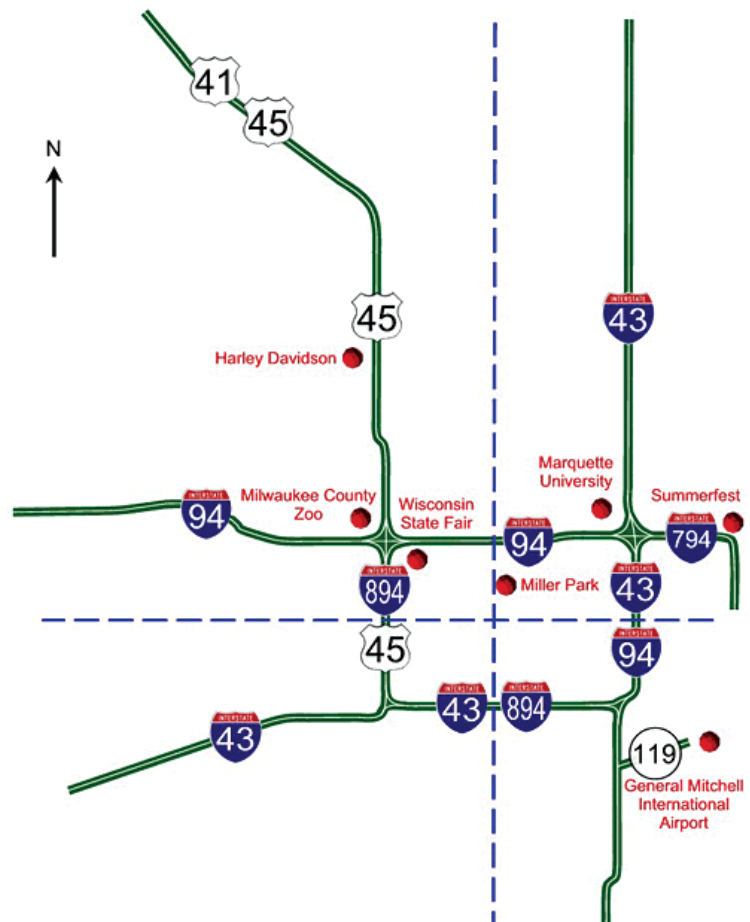 41
45
N
INTERSTATE
43
45
Harley Davidson
Marquette
University
Summerfest
Milwaukee County
Zoo
Wisconsin
State Fair
INTERSTATE
94
INTERSTATE
94
INTERSTATE
794
INTERSTATE
894
Miller Park
INTERSTATE
43
45
INTERSTATE
94
INTERSTATE
43
INTERSTATE
43
INTERSTATE
894
119
General Mitchell
International
Airport